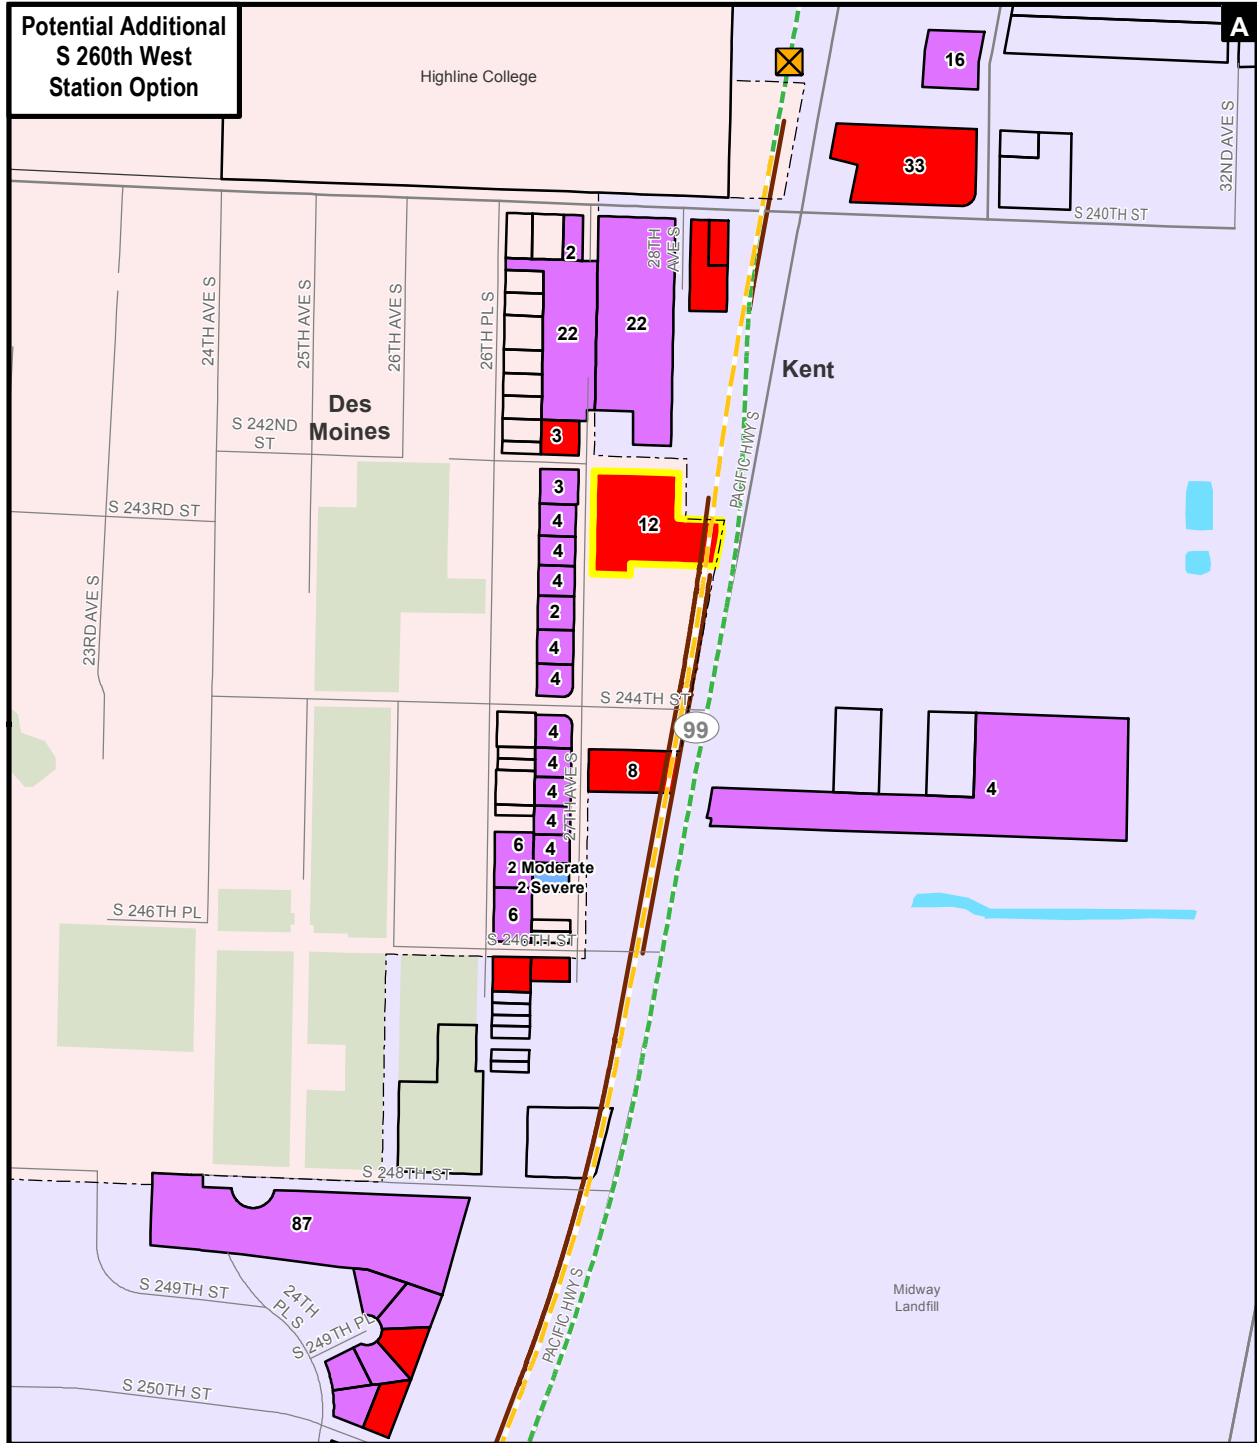 Potential Additional
S 260th West
Station Option
A
Highline College
16
33
32ND AVE S
S 240TH ST
28TH
AVE S
2
22
22
24TH AVE S
25TH AVE S
26TH AVE S
26TH PL S
Kent
Des
Moines
S 242ND
ST
3
PACIFIC HWY S
3
12
S 243RD ST
4
4
4
2
4
4
23RD AVE S
S 244TH ST
99
4
4
4
4
4
27TH AVE S
8
4
6
2 Moderate
2 Severe
6
S 246TH PL
S 246TH ST
S 248TH ST
87
S 249TH ST
24TH
PL S
S 249TH PL
PACIFIC HWY S
Midway
Landfill
S 250TH ST